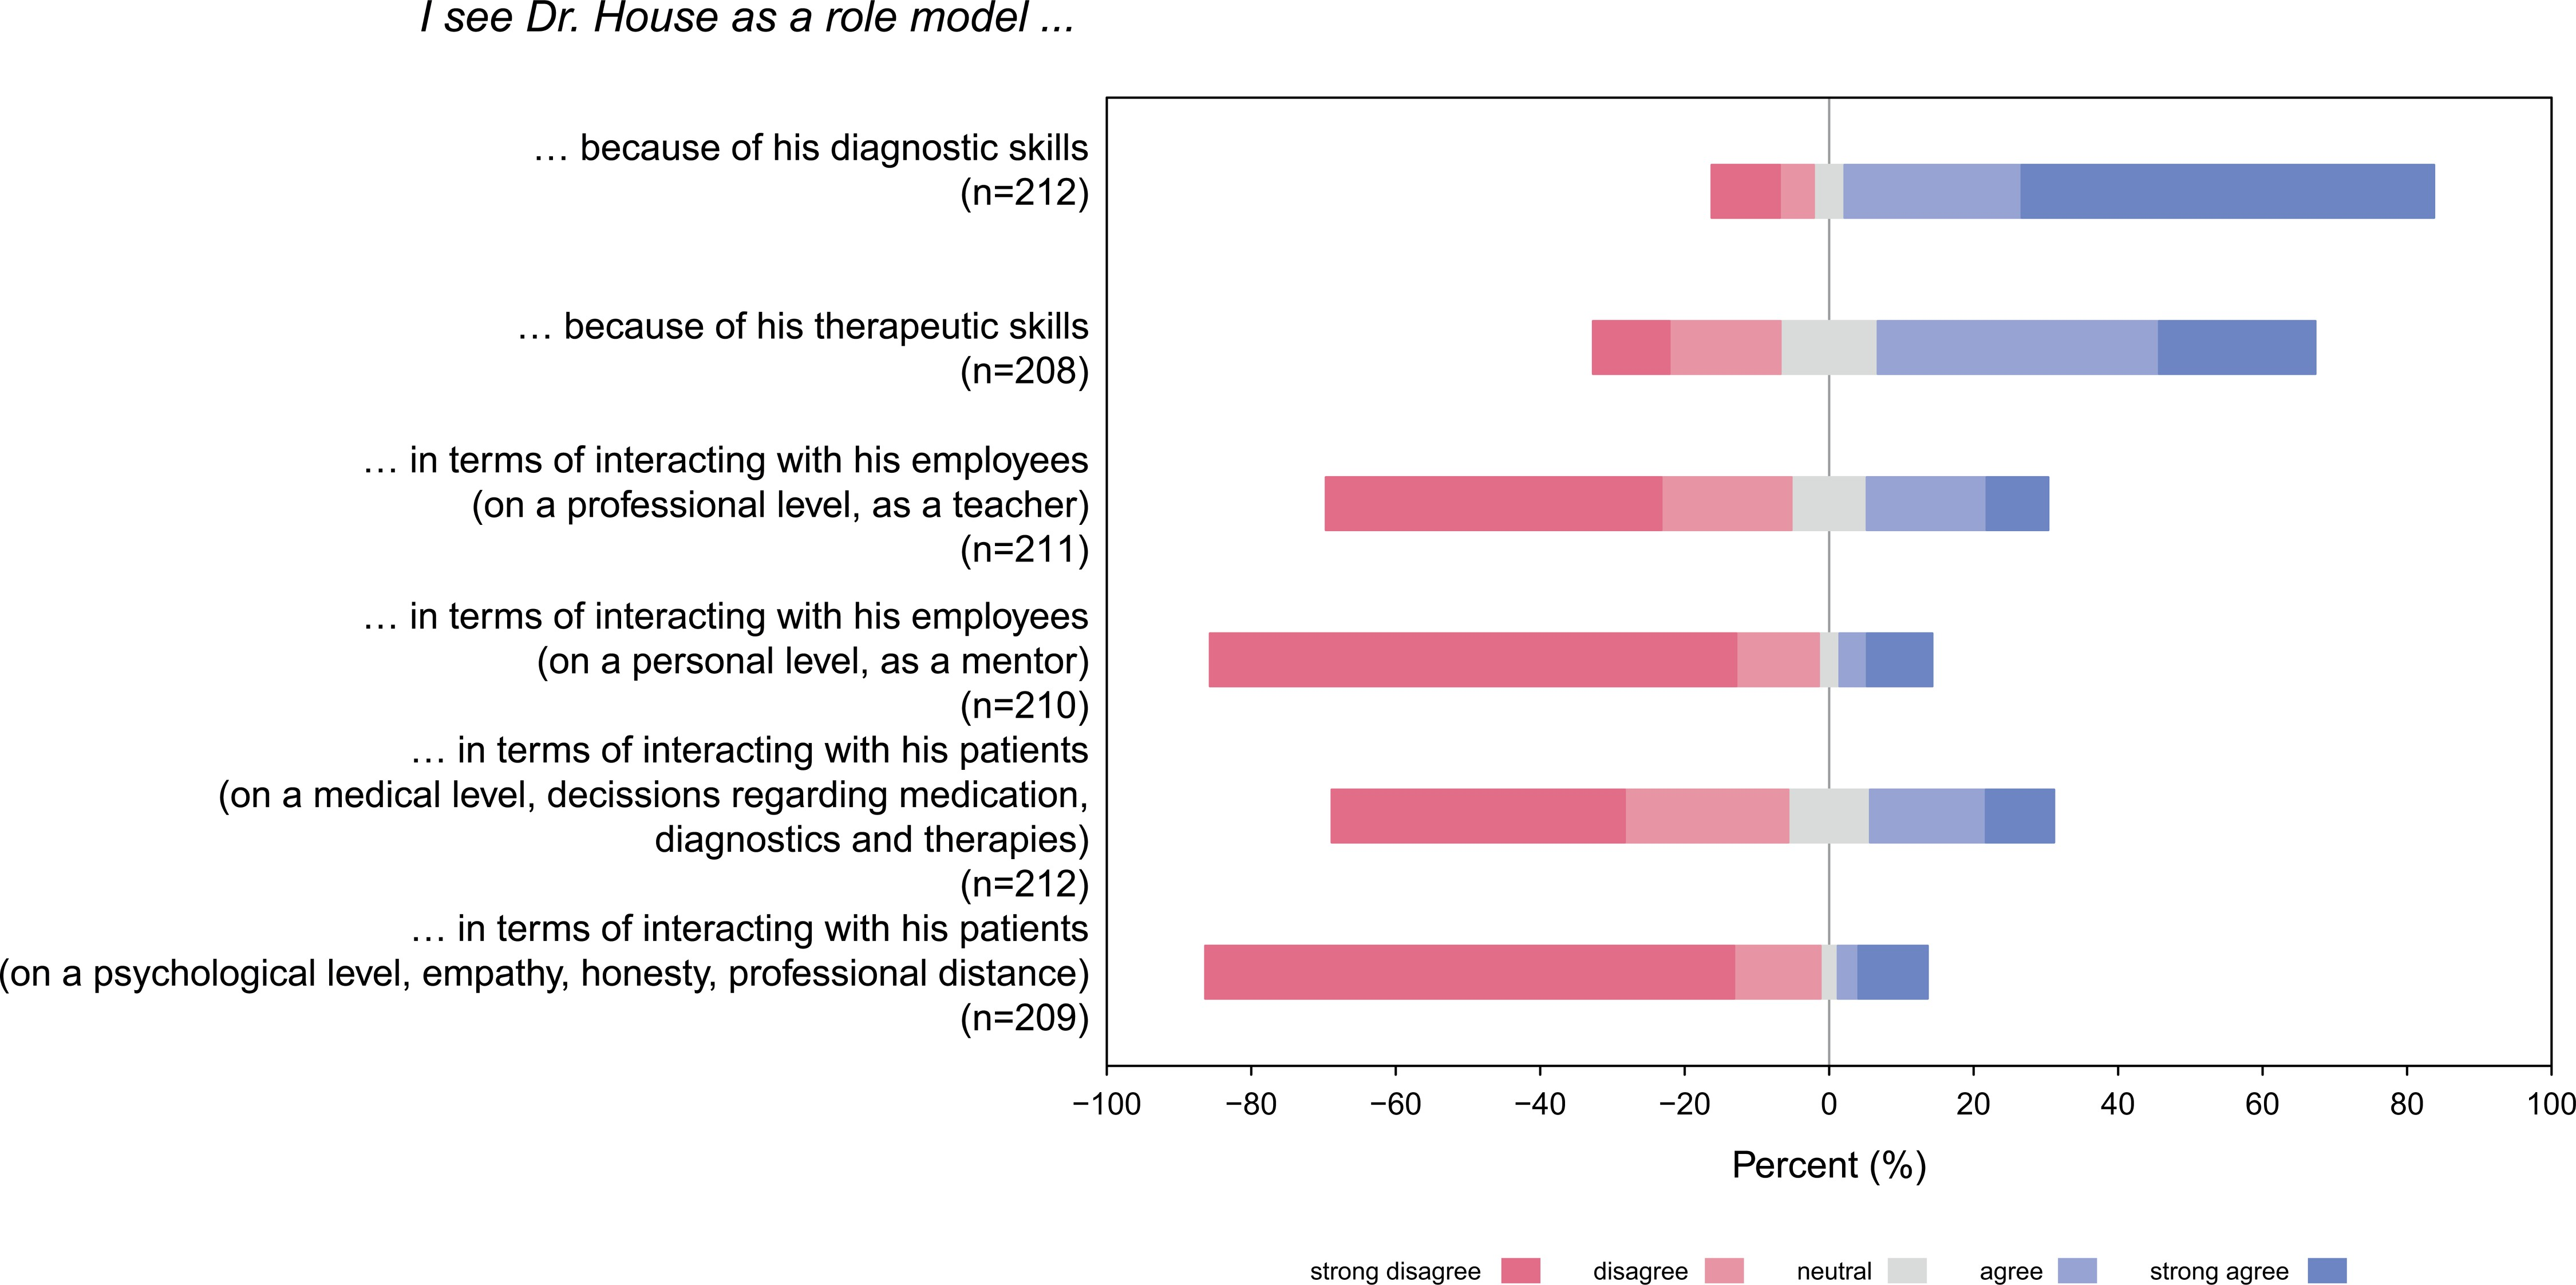 I see Dr. House as a role model ...
… because of his diagnostic skills
(n=212)
… because of his therapeutic skills
(n=208)
… in terms of interacting with his employees
(on a professional level, as a teacher)
(n=211)
… in terms of interacting with his employees
(on a personal level, as a mentor)
(n=210)
… in terms of interacting with his patients
(on a medical level, decissions regarding medication,
diagnostics and therapies)
(n=212)
… in terms of interacting with his patients
(on a psychological level, empathy, honesty, professional distance)
(n=209)
−100 −80 −60 −40 −20 0 20 40 60 80 100
Percent (%)
strong disagree disagree neutral agree strong agree